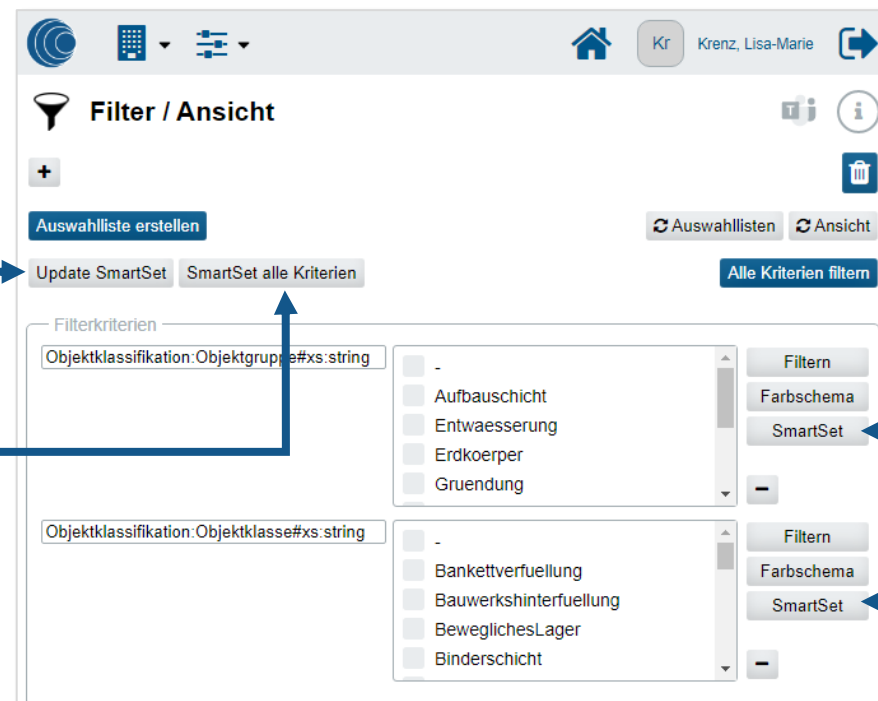 Kr Krenz, Lisa-Marie
Filter / Ansicht
T i
+
Auswahlliste erstellen Auswahllisten Ansicht
Update SmartSet SmartSet alle Kriterien Alle Kriterien filtern
Filterkriterien
Objektklassifikation:Objektgruppe#xs:string
-
Aufbauschicht
Entwaesserung
Erdkoerper
Gruendung
Filtern
Farbschema
SmartSet
–
Objektklassifikation:Objektklasse#xs:string
-
Bankettverfuellung
Bauwerkshinterfuellung
BeweglichesLager
Binderschicht
Filtern
Farbschema
SmartSet
–